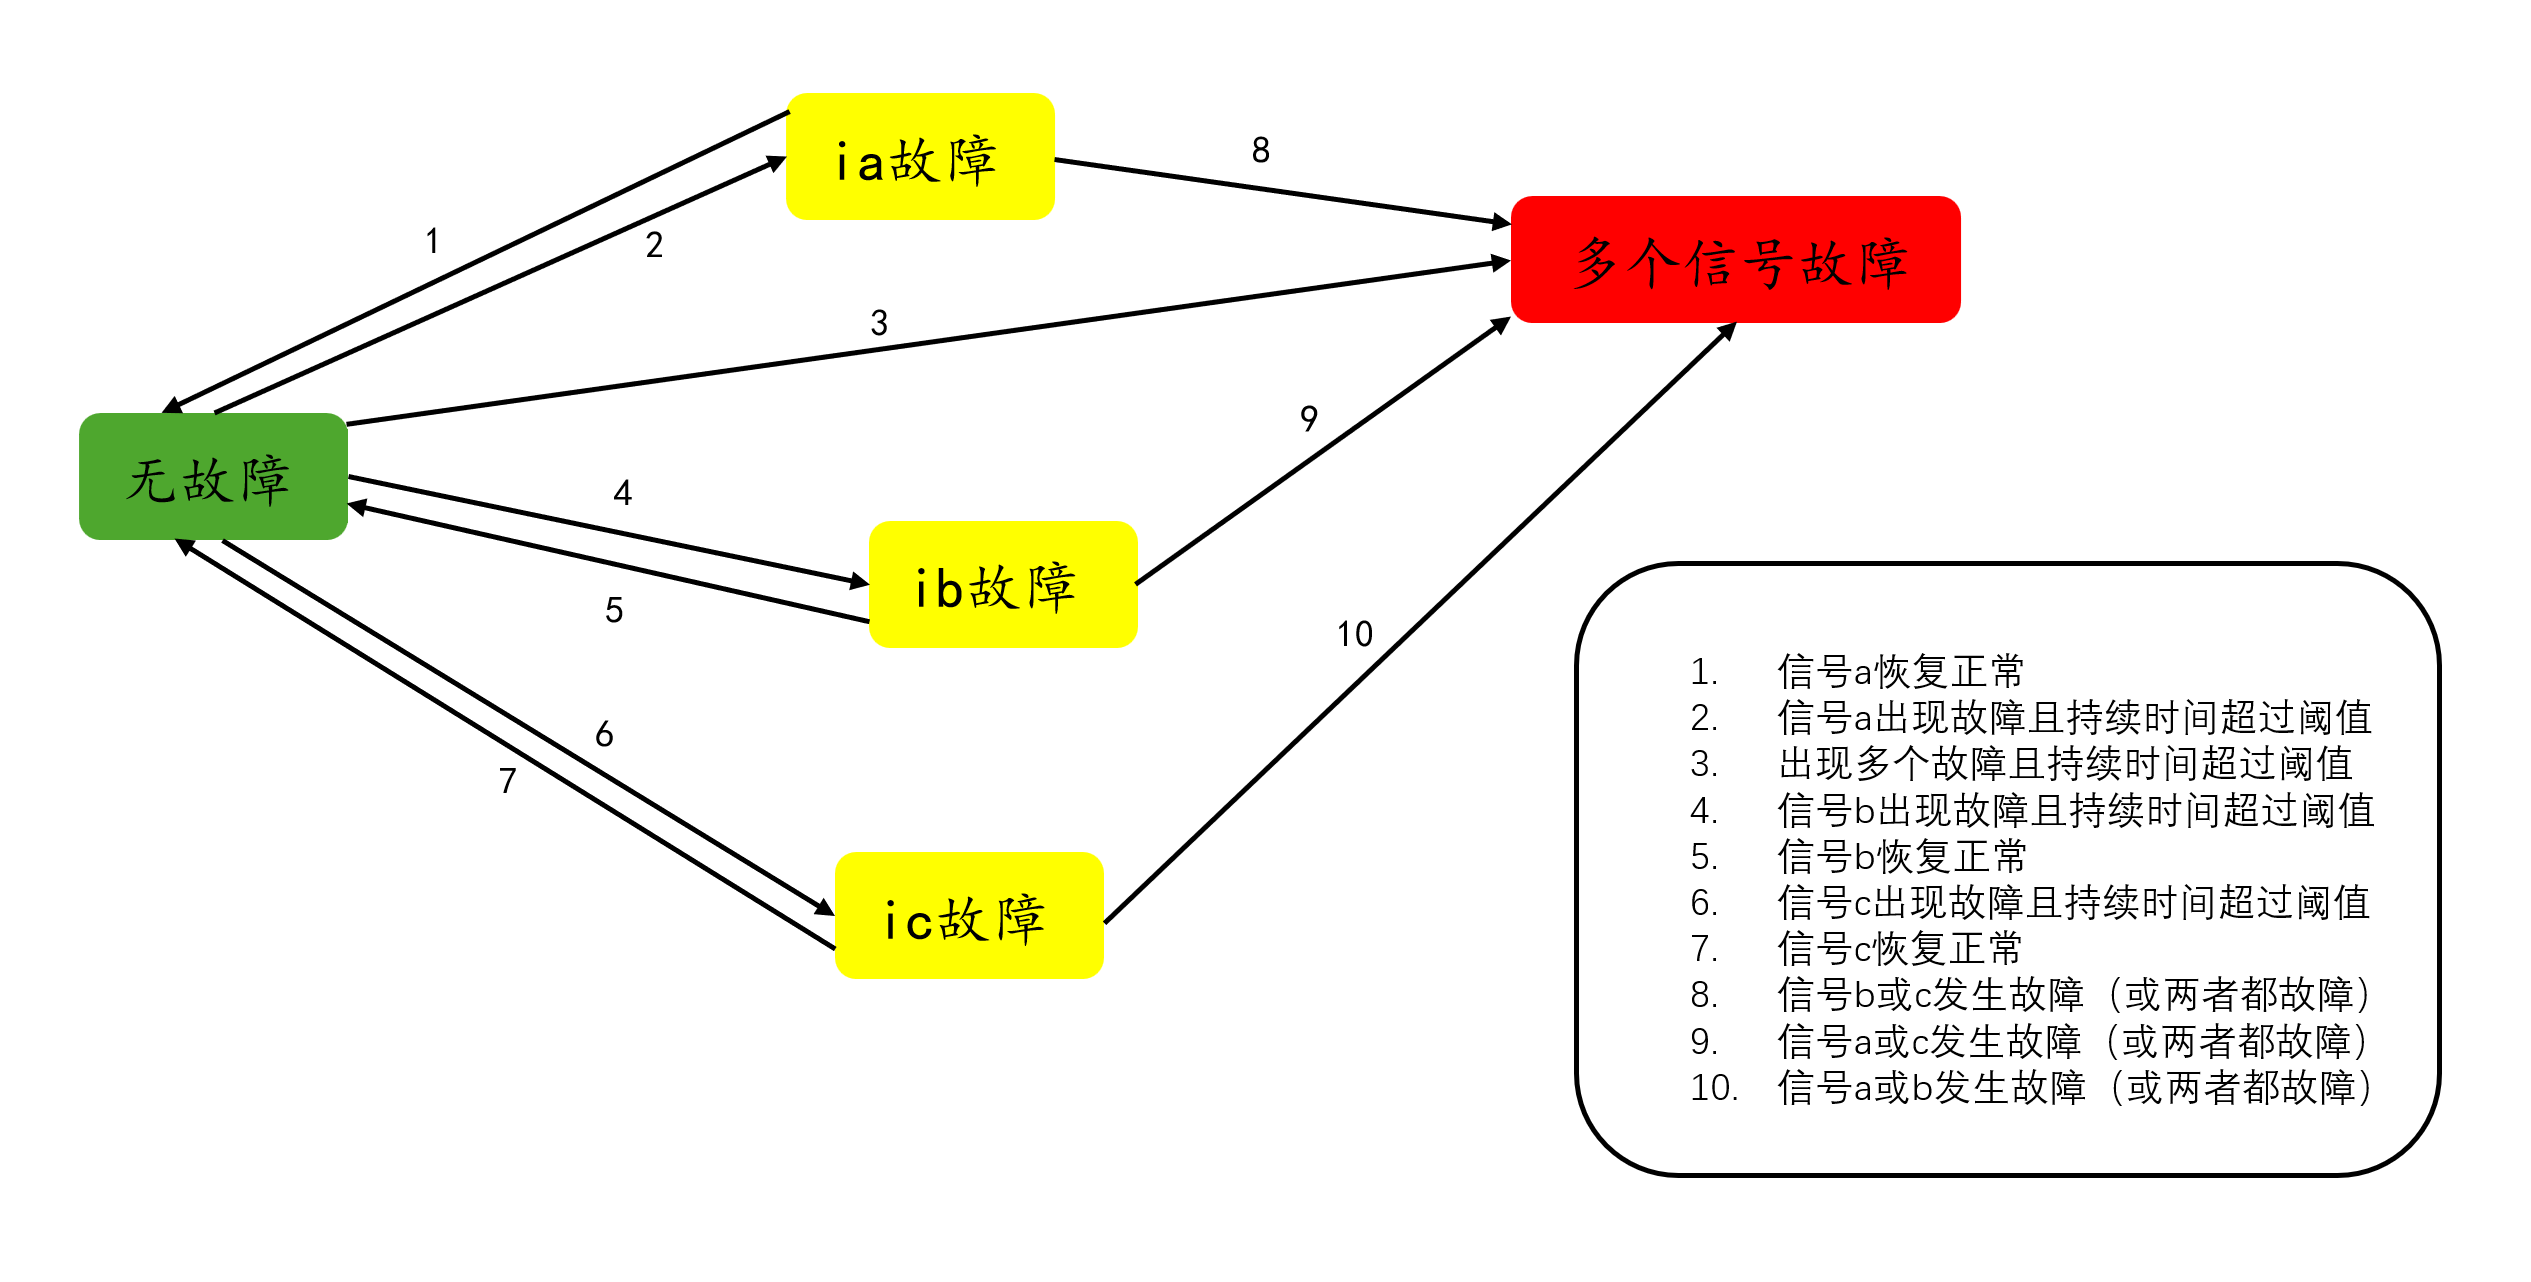 ia故障
8
1
2
多个信号故障
3
无故障
9
4
ib故障
5
10
6
7
ic故障
1. 信号a恢复正常
2. 信号a出现故障且持续时间超过阈值
3. 出现多个故障且持续时间超过阈值
4. 信号b出现故障且持续时间超过阈值
5. 信号b恢复正常
6. 信号c出现故障且持续时间超过阈值
7. 信号c恢复正常
8. 信号b或c发生故障（或两者都故障）
9. 信号a或c发生故障（或两者都故障）
10. 信号a或b发生故障（或两者都故障）